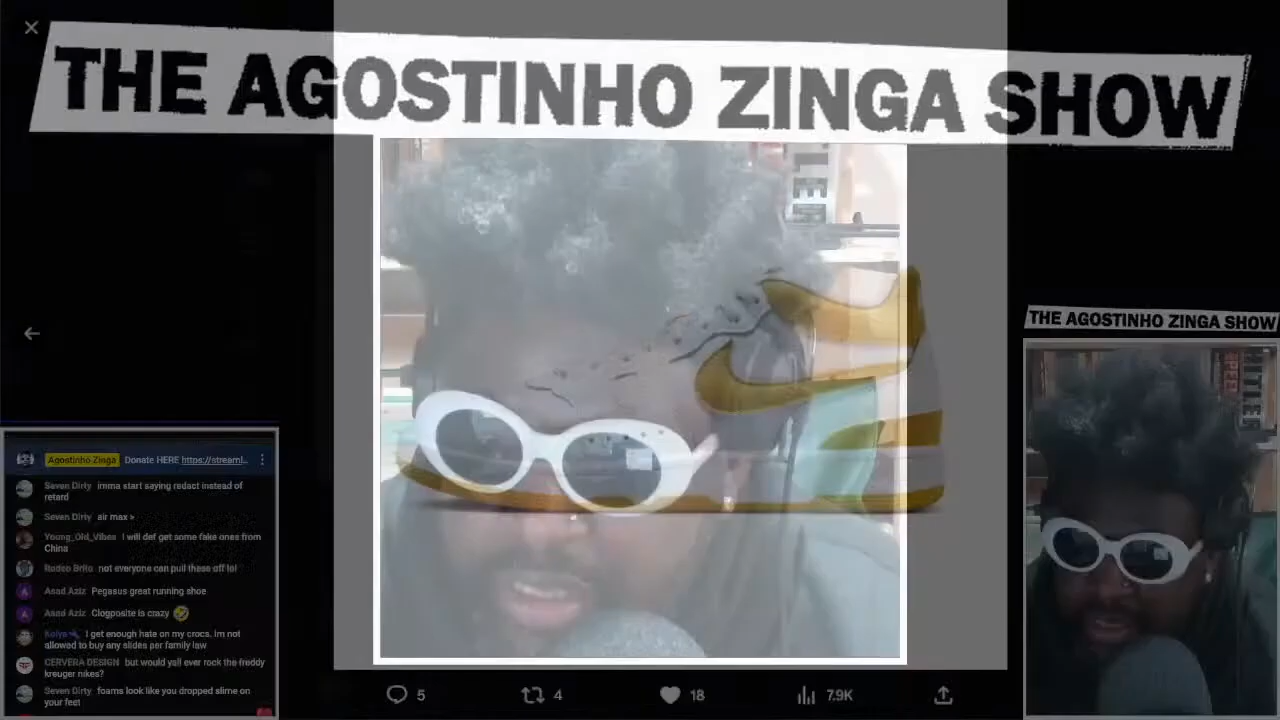 THE AGOSTINHO ZINGA SHOW
THE AGOSTINHO ZINGA SHOW
Agostinho Zinga Donate HERE https://streaml...
Seven Dirty imma start saying redact instead of
retard
Seven Dirty air max >
Young_Old_Vibes I will def get some fake ones from
China
Rodco Brito not everyone can pull these off lol
A Asad Aziz Pegasus great running shoe
A Asad Aziz Clogposite is crazy 🤣
Kolya I get enough hate on my crocs. Im not
allowed to buy any slides per family law
CERVERA DESIGN but would yall ever rock the freddy
kreuger nikes?
Seven Dirty foams look like you dropped slime on
your feet
5 4 18 7.9K